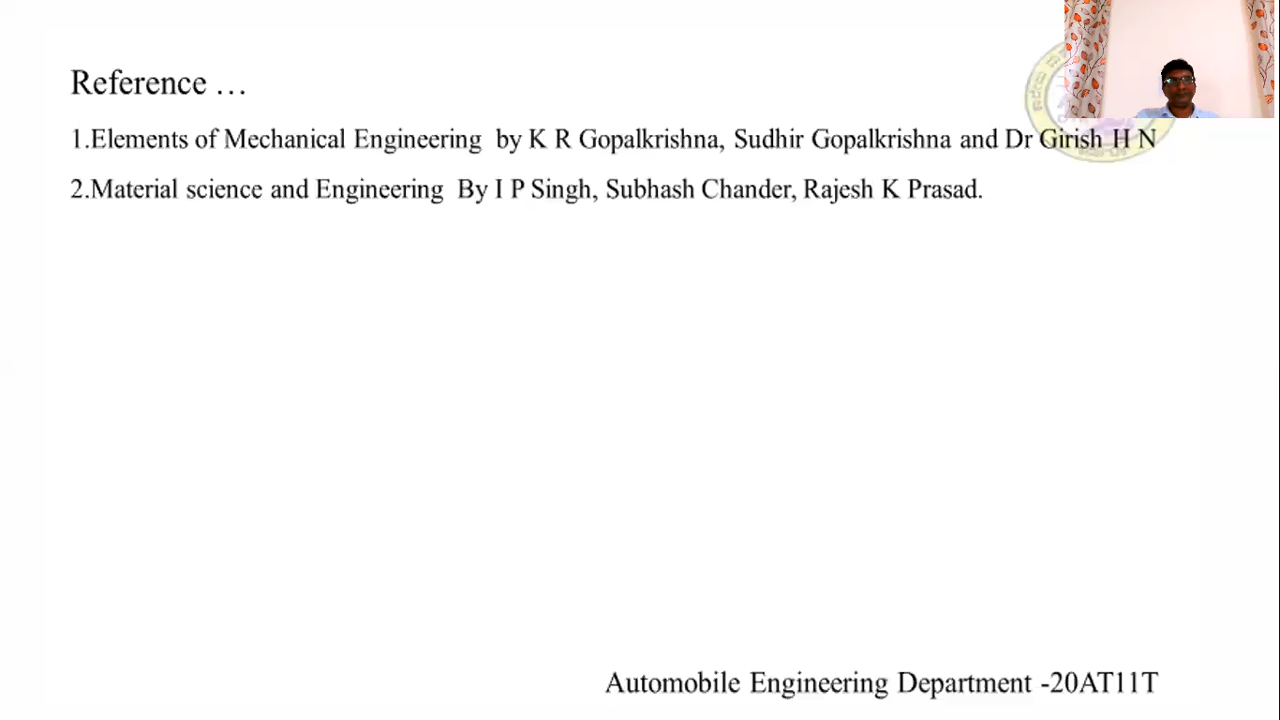 Reference …
1.Elements of Mechanical Engineering by K R Gopalkrishna, Sudhir Gopalkrishna and Dr Girish H N
2.Material science and Engineering By I P Singh, Subhash Chander, Rajesh K Prasad.
Automobile Engineering Department -20AT11T